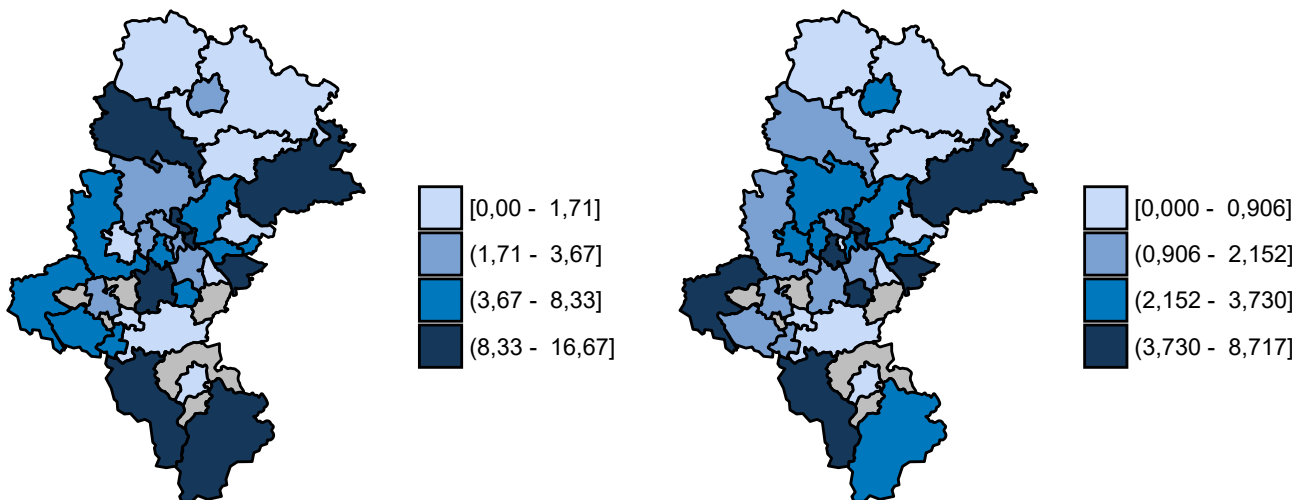 [0,00 - 1,71]
(1,71 - 3,67]
(3,67 - 8,33]
(8,33 - 16,67]
[0,000 - 0,906]
(0,906 - 2,152]
(2,152 - 3,730]
(3,730 - 8,717]